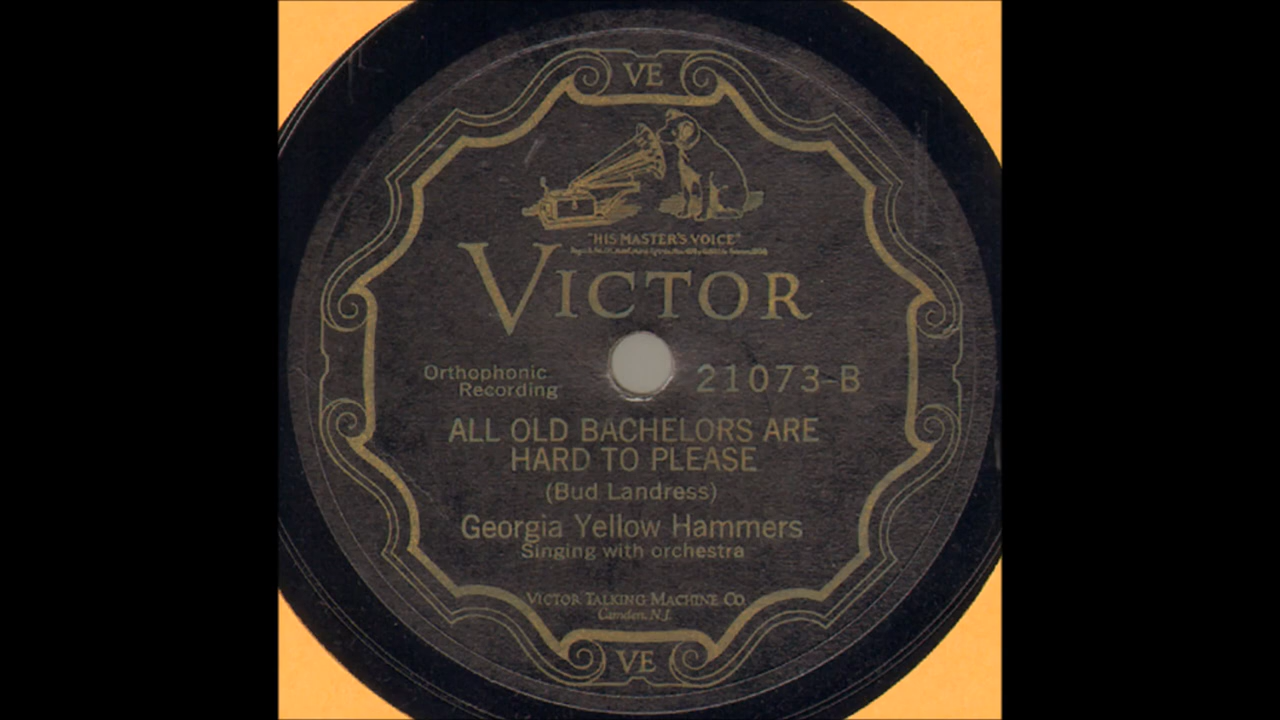 VE
"HIS MASTER'S VOICE"
VICTOR
Orthophonic
Recording
21073-B
ALL OLD BACHELORS ARE
HARD TO PLEASE
(Bud Landress)
Georgia Yellow Hammers
Singing with orchestra
VICTOR TALKING MACHINE CO.
Camden, N.J.
VE